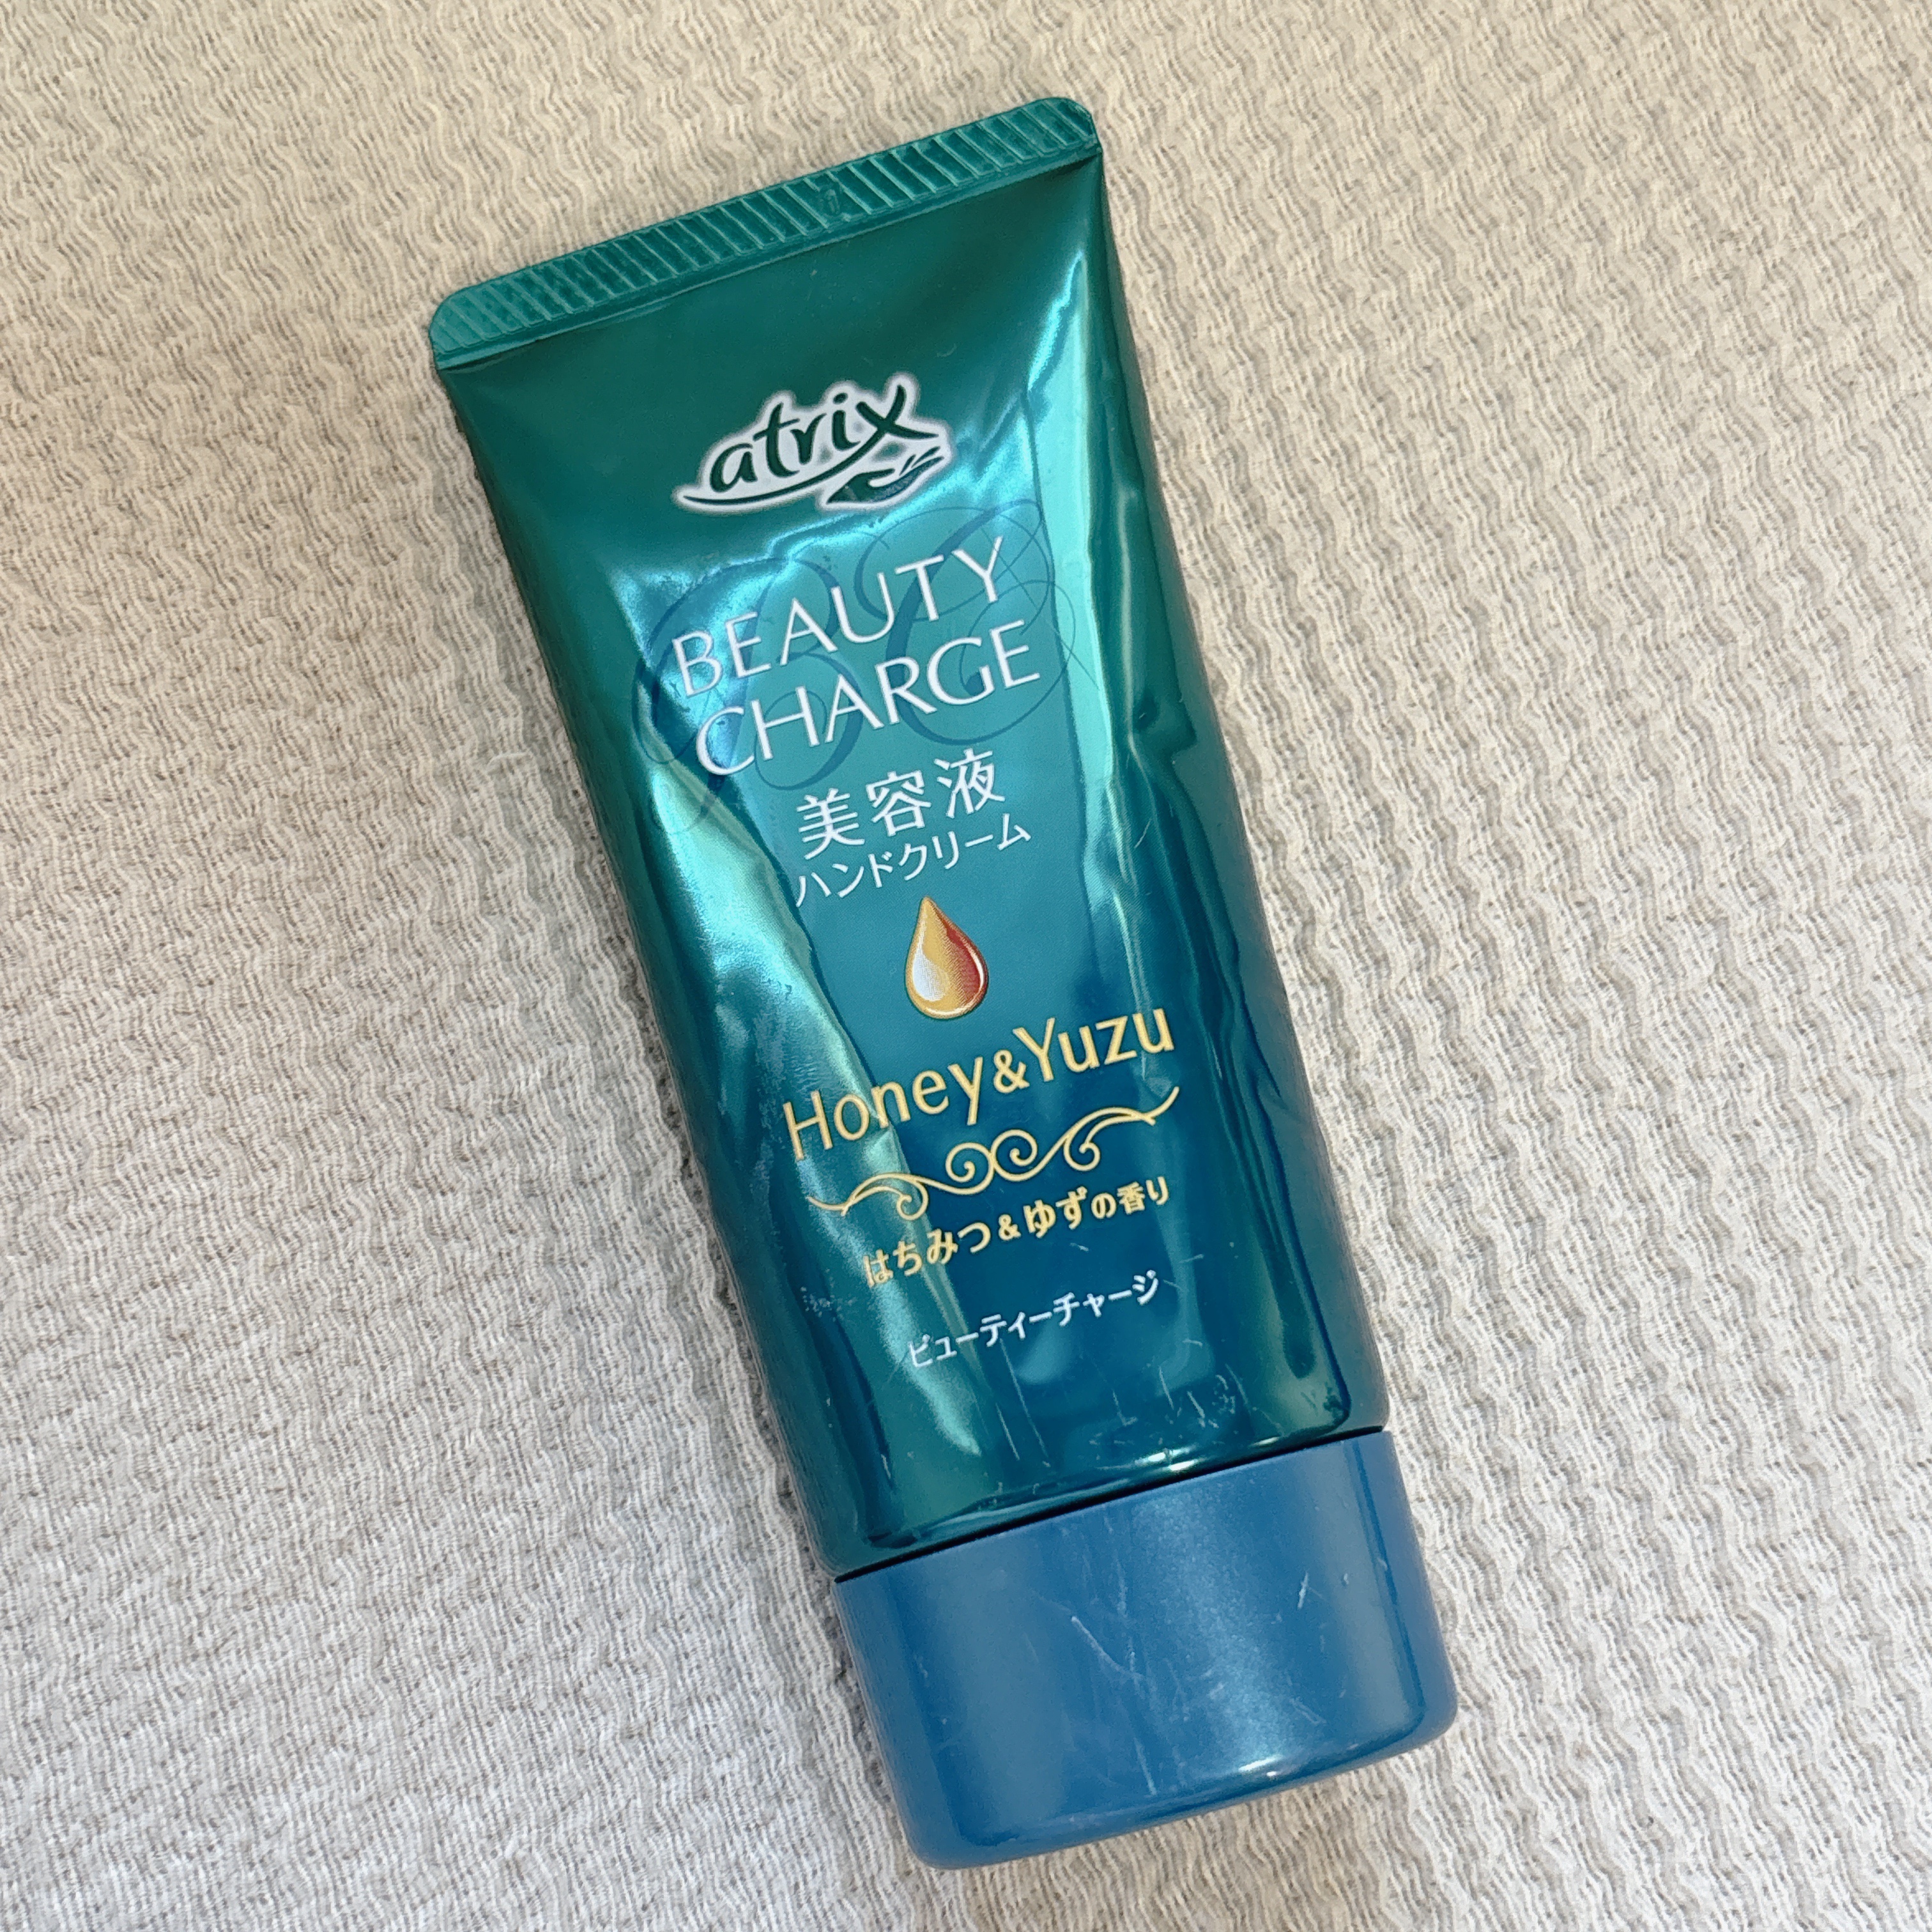 atrix
BEAUTY
CHARGE
美容液
ハンドクリーム
Honey&Yuzu
はちみつ&ゆずの香り
ビューティーチャージ